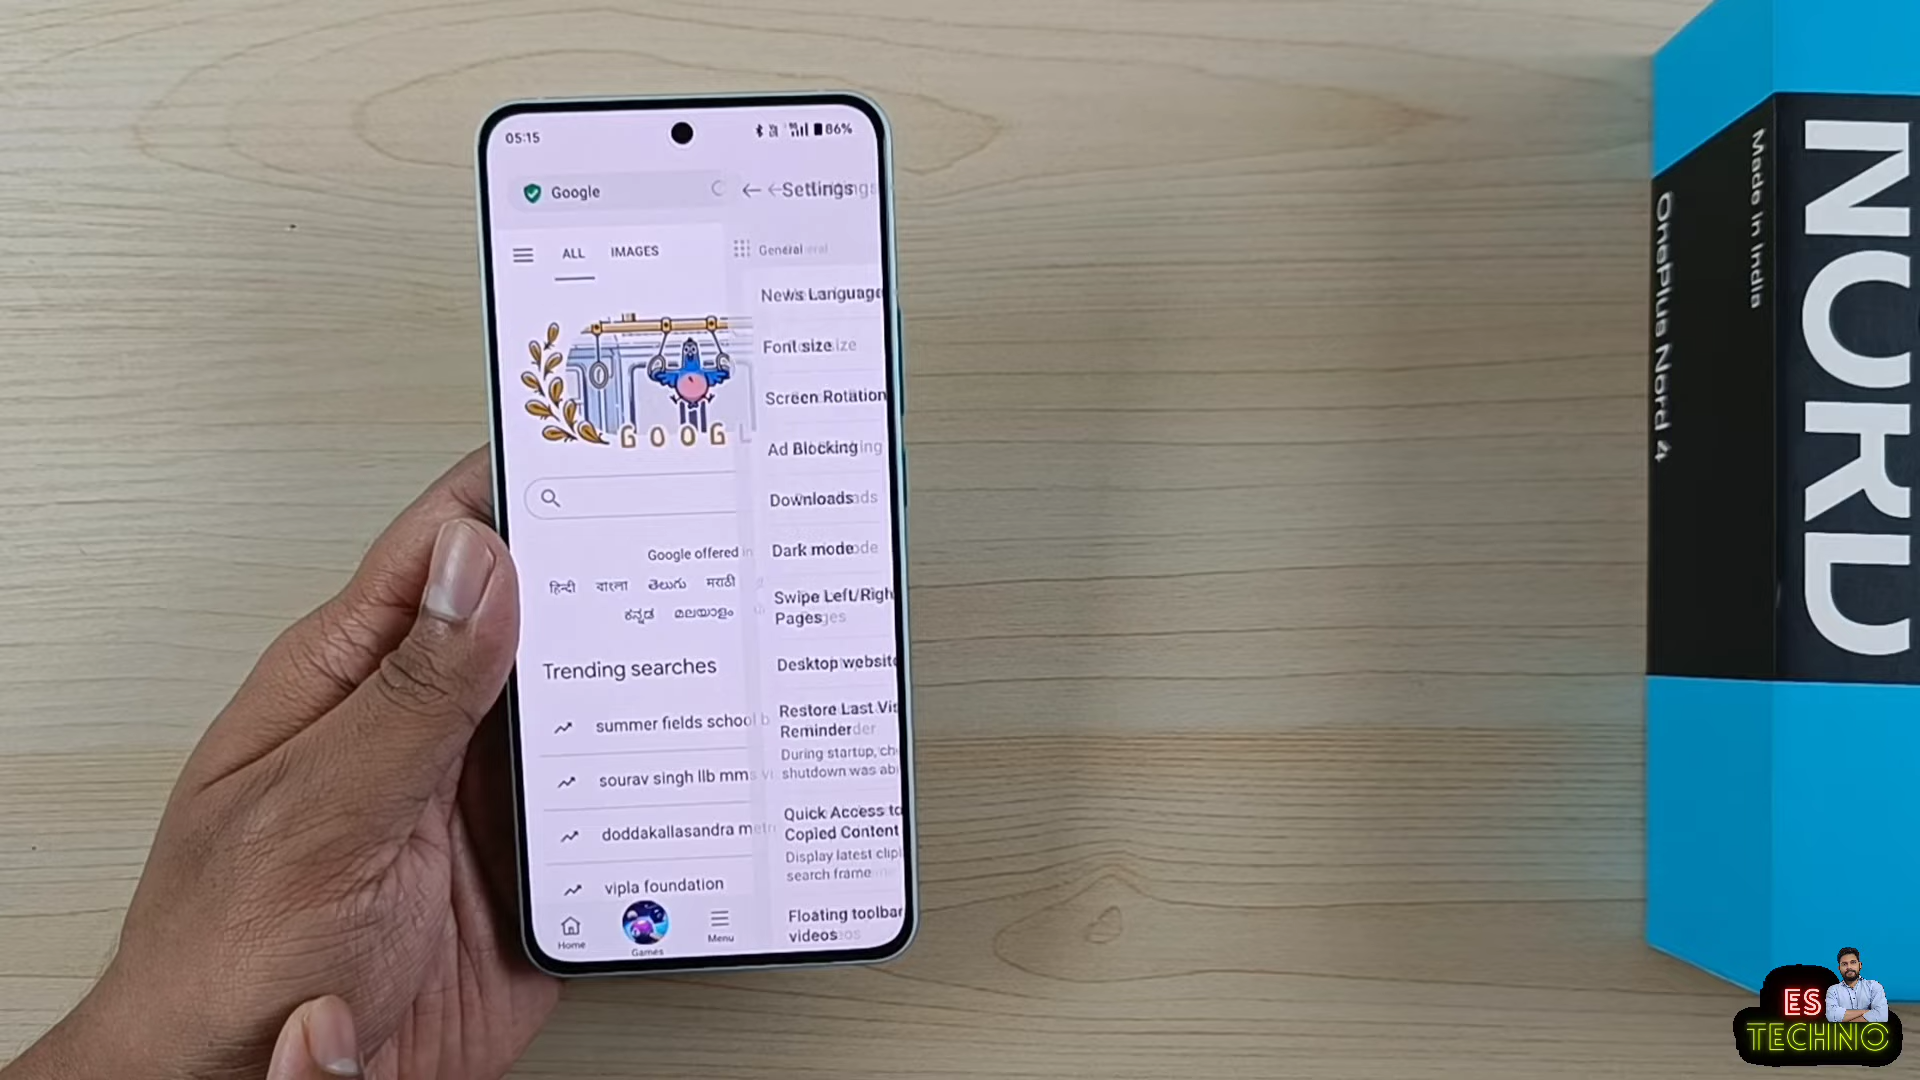 05:15
86%
Google
Settings
ALL IMAGES
General
News Language
Font size
Screen Rotation
Ad Blocking
GOOGL
Downloads
Dark mode
Google offered in
हिन्दी বাংলা తెలుగు मराठी
ಕನ್ನಡ മലയാളം
Swipe Left/Righ
Pages
Trending searches
Desktop website
summer fields school b
Restore Last Vis
Reminder
During startup, che
shutdown was ab
sourav singh llb mms vi
doddakallasandra metr
Quick Access to
Copied Content
Display latest clip
search frame
vipla foundation
Floating toolbar
videos
Home
Games
Menu
NORD
Made in India
OnePlus Nord 4
ES
TECHNO